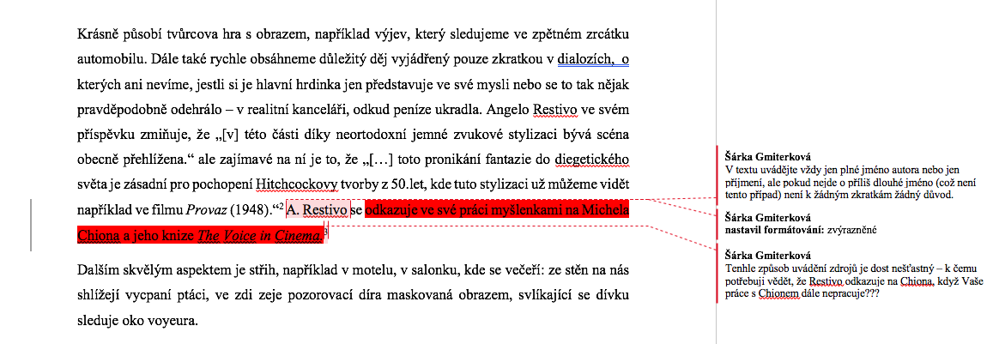 Krásně působí tvůrcova hra s obrazem, například výjev, který sledujeme ve zpětném zrcátku
automobilu. Dále také rychle obsáhneme důležitý děj vyjádřený pouze zkratkou v dialozích, o
kterých ani nevíme, jestli si je hlavní hrdinka jen představuje ve své mysli nebo se to tak nějak
pravděpodobně odehrálo – v realitní kanceláři, odkud peníze ukradla. Angelo Restivo ve svém
příspěvku zmiňuje, že „[v] této části díky neortodoxní jemné zvukové stylizaci bývá scéna
obecně přehlížena.“ ale zajímavé na ní je to, že „[…] toto pronikání fantazie do diegetického
světa je zásadní pro pochopení Hitchcockovy tvorby z 50.let, kde tuto stylizaci už můžeme vidět
například ve filmu Provaz (1948).“2 A. Restivo se odkazuje ve své práci myšlenkami na Michela
Chiona a jeho knize The Voice in Cinema.3
Dalším skvělým aspektem je střih, například v motelu, v salonku, kde se večeří: ze stěn na nás
shlížejí vycpaní ptáci, ve zdi zeje pozorovací díra maskovaná obrazem, svlíkající se dívku
sleduje oko voyeura.
Šárka Gmiterková
V textu uvádějte vždy jen plné jméno autora nebo jen
příjmení, ale pokud nejde o příliš dlouhé jméno (což není
tento případ) není k žádným zkratkám žádný důvod.
Šárka Gmiterková
nastavil formátování: zvýrazněné
Šárka Gmiterková
Tenhle způsob uvádění zdrojů je dost nešťastný – k čemu
potřebuji vědět, že Restivo odkazuje na Chiona, když Vaše
práce s Chionem dále nepracuje???